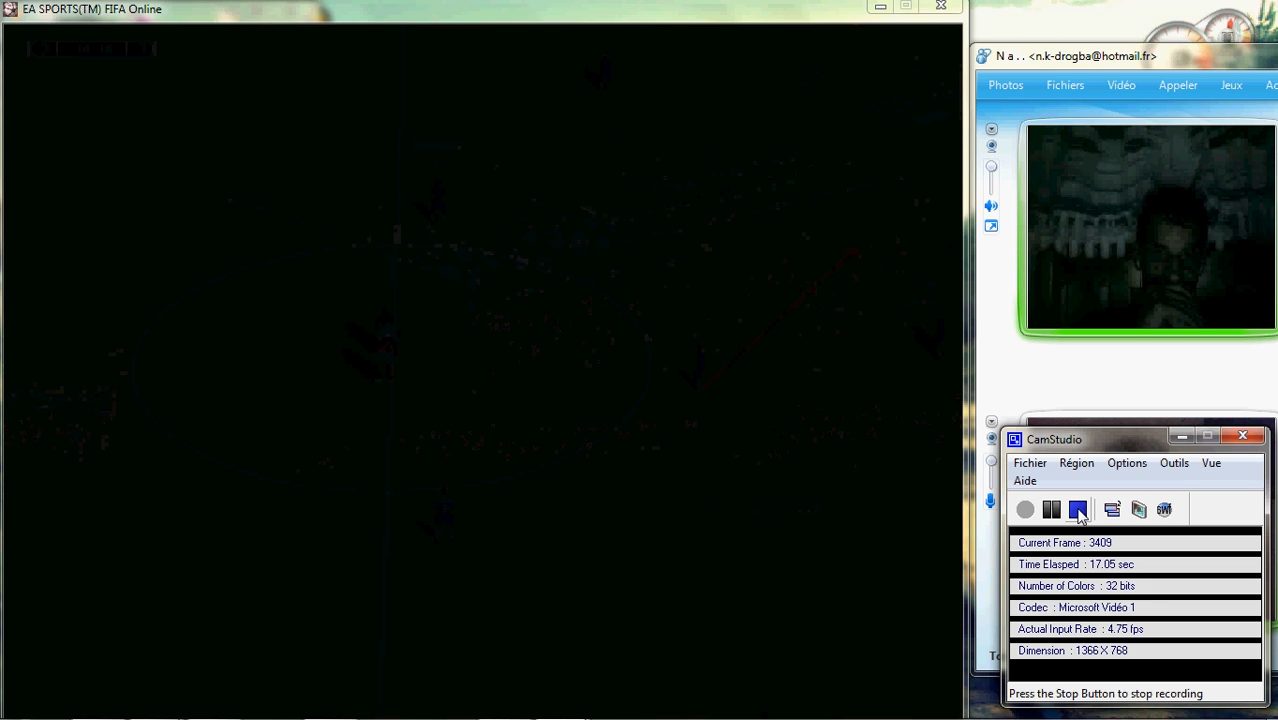 EA SPORTS(TM) FIFA Online
N a . . <n.k-drogba@hotmail.fr>
Photos Fichiers Vidéo Appeler Jeux
CamStudio
Fichier Région Options Outils Vue
Aide
Current Frame : 3409
Time Elasped : 17.05 sec
Number of Colors : 32 bits
Codec : Microsoft Vidéo 1
Actual Input Rate : 4.75 fps
Dimension : 1366 X 768
Press the Stop Button to stop recording